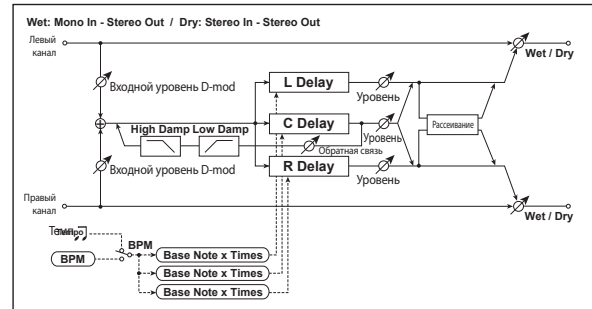 Wet: Mono In - Stereo Out / Dry: Stereo In - Stereo Out
Левый
канал
Wet / Dry
Входной уровень D-mod
L Delay
Уровень
High Damp Low Damp
C Delay
Уровень
Рассеивание
Обратная связь
R Delay
Входной уровень D-mod
Уровень
Правый
канал
Wet / Dry
Темп
Tempo
BPM
BPM
Base Note x Times
Base Note x Times
Base Note x Times